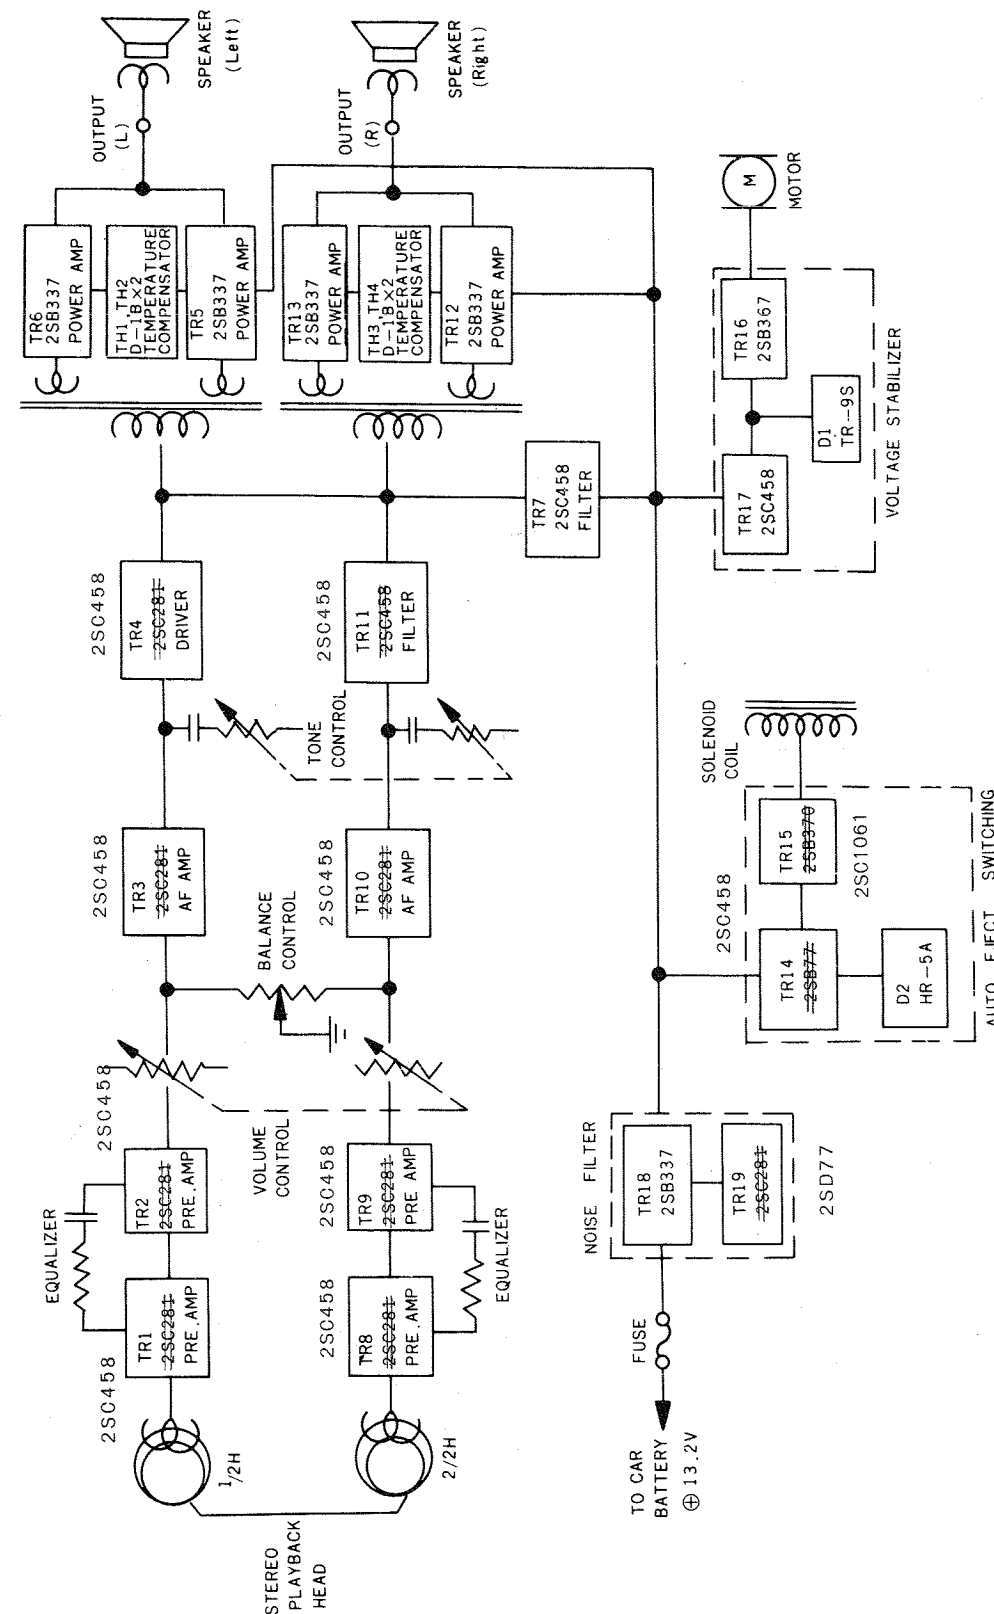 STEREO
PLAYBACK
HEAD
1/2H
2SC458
TR1
2SC281
PRE.AMP
EQUALIZER
TR2
2SC281
PRE.AMP
2SC458
VOLUME
CONTROL
BALANCE
CONTROL
2SC458
TR3
2SC281
AF AMP
TONE
CONTROL
2SC458
TR4
2SC281
DRIVER
TR6
2SB337
POWER AMP
TH1,TH2
D-1B×2
TEMPERATURE
COMPENSATOR
TR5
2SB337
POWER AMP
OUTPUT
(L)
SPEAKER
(Left)
2/2H
2SC458
TR8
2SC281
PRE.AMP
EQUALIZER
2SC458
TR9
2SC281
PRE AMP
2SC458
TR10
2SC281
AF AMP
2SC458
TR11
2SC458
FILTER
TR13
2SB337
POWER AMP
TH3,TH4
D-1B×2
TEMPERATURE
COMPENSATOR
TR12
2SB337
POWER AMP
OUTPUT
(R)
SPEAKER
(Right)
TR7
2SC458
FILTER
TO CAR
BATTERY
⊕13.2V
FUSE
NOISE FILTER
TR18
2SB337
TR19
2SC281
2SD77
2SC458
TR14
2SB77
D2
HR-5A
TR15
2SB370
2SC1061
SOLENOID
COIL
AUTO EJECT SWITCHING
TR17
2SC458
TR16
2SB367
D1
TR-9S
VOLTAGE STABILIZER
M
MOTOR